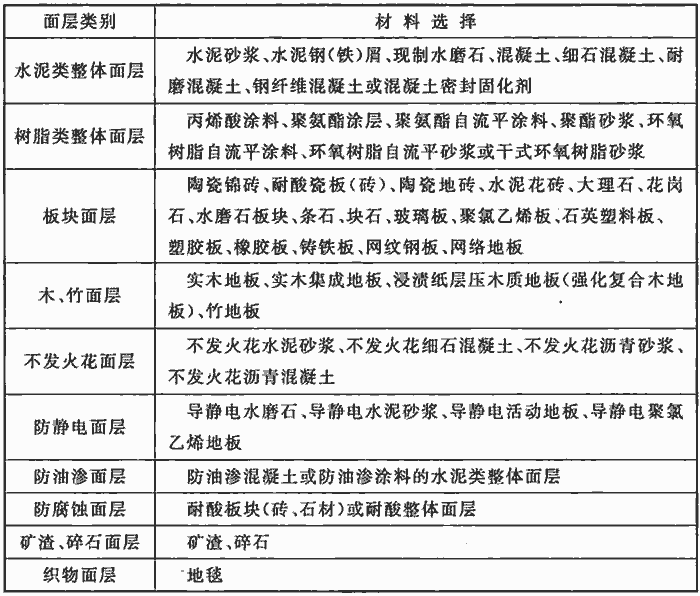 面层类别 材料选择
水泥类整体面层 水泥砂浆、水泥钢(铁)屑、现制水磨石、混凝土、细石混凝土、耐
磨混凝土、钢纤维混凝土或混凝土密封固化剂
树脂类整体面层 丙烯酸涂料、聚氨酯涂层、聚氨酯自流平涂料、聚酯砂浆、环氧
树脂自流平涂料、环氧树脂自流平砂浆或干式环氧树脂砂浆
板块面层 陶瓷锦砖、耐酸瓷板(砖)、陶瓷地砖、水泥花砖、大理石、花岗
石、水磨石板块、条石、块石、玻璃板、聚氯乙烯板、石英塑料板、
塑胶板、橡胶板、铸铁板、网纹钢板、网络地板
木、竹面层 实木地板、实木集成地板、浸渍纸层压木质地板(强化复合木地
板)、竹地板
不发火花面层 不发火花水泥砂浆、不发火花细石混凝土、不发火花沥青砂浆、
不发火花沥青混凝土
防静电面层 导静电水磨石、导静电水泥砂浆、导静电活动地板、导静电聚氯
乙烯地板
防油渗面层 防油渗混凝土或防油渗涂料的水泥类整体面层
防腐蚀面层 耐酸板块(砖、石材)或耐酸整体面层
矿渣、碎石面层 矿渣、碎石
织物面层 地毯